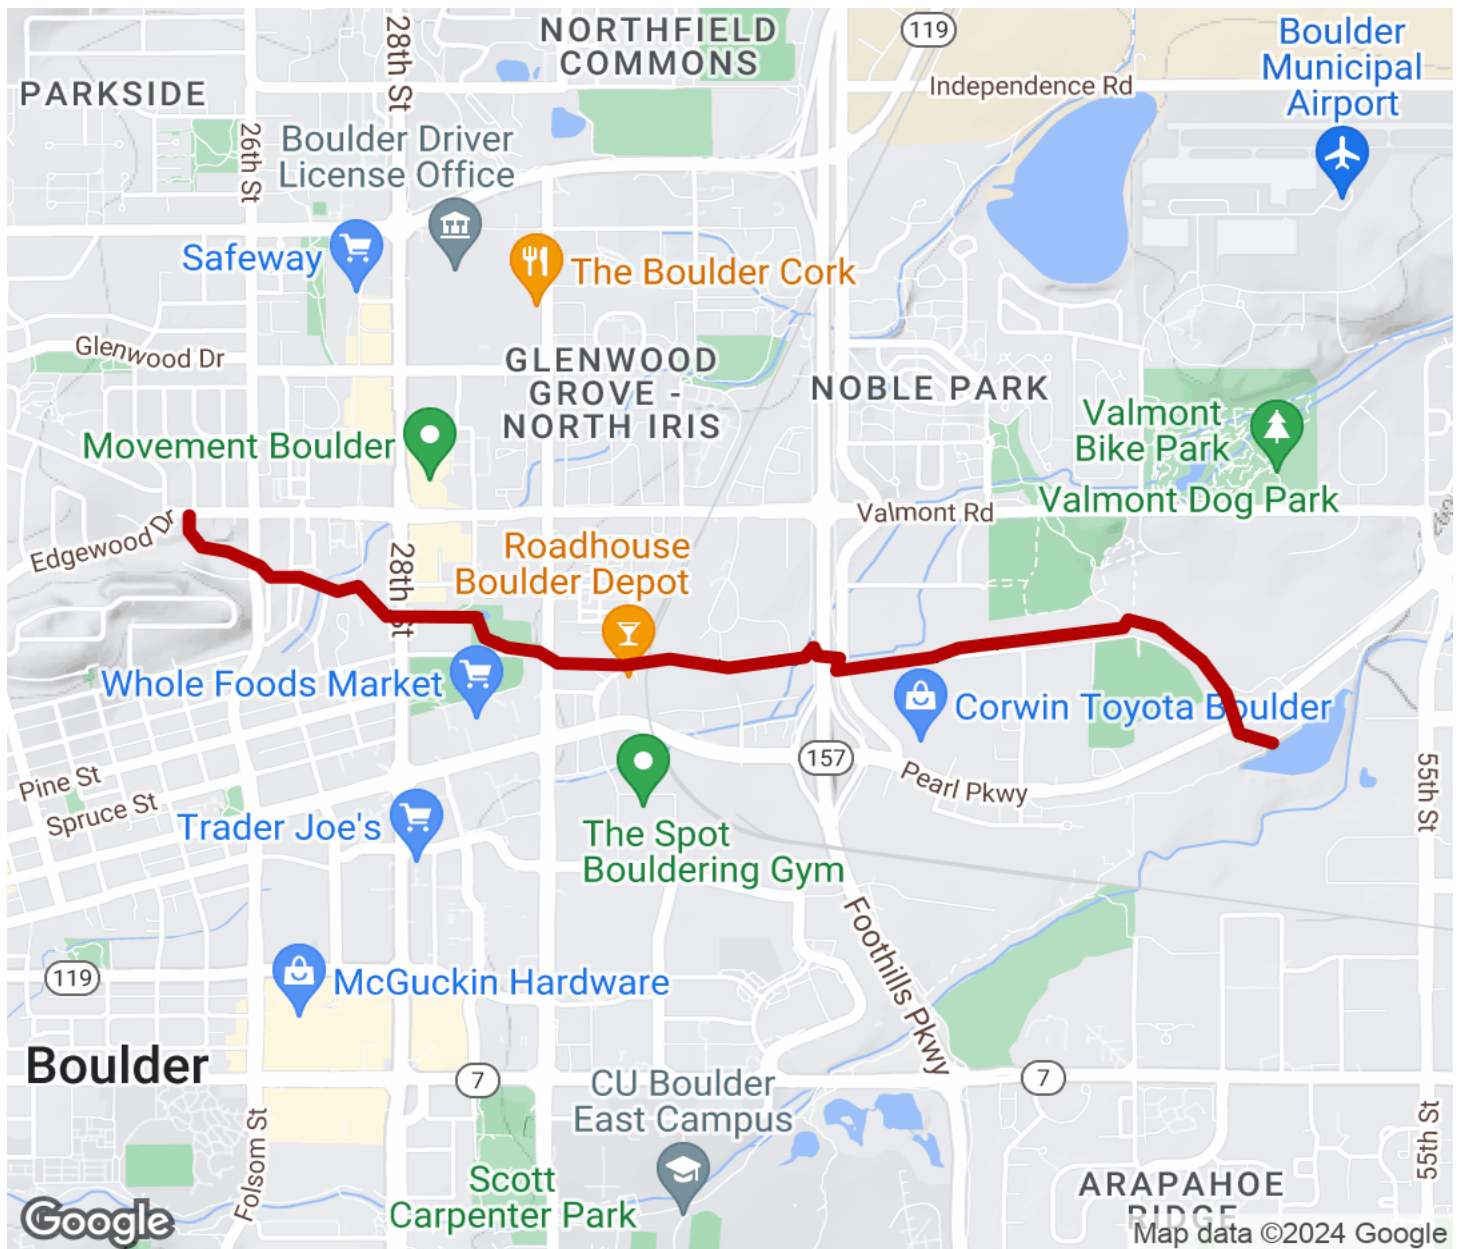 NORTHFIELD
COMMONS
119
Boulder
Municipal
Airport
Independence Rd
28th St
PARKSIDE
26th St
Boulder Driver
License Office
Safeway
The Boulder Cork
Glenwood Dr
GLENWOOD
GROVE -
NORTH IRIS
NOBLE PARK
Valmont
Bike Park
Movement Boulder
Valmont Dog Park
Valmont Rd
Edgewood Dr
Roadhouse
Boulder Depot
28th St
Whole Foods Market
Corwin Toyota Boulder
157
Pearl Pkwy
Pine St
Spruce St
55th St
Trader Joe's
The Spot
Bouldering Gym
Foothills Pkwy
119
McGuckin Hardware
Boulder
7
CU Boulder
East Campus
7
Folsom St
55th St
Scott
Carpenter Park
ARAPAHOE
RIDGE
Google
Map data ©2024 Google